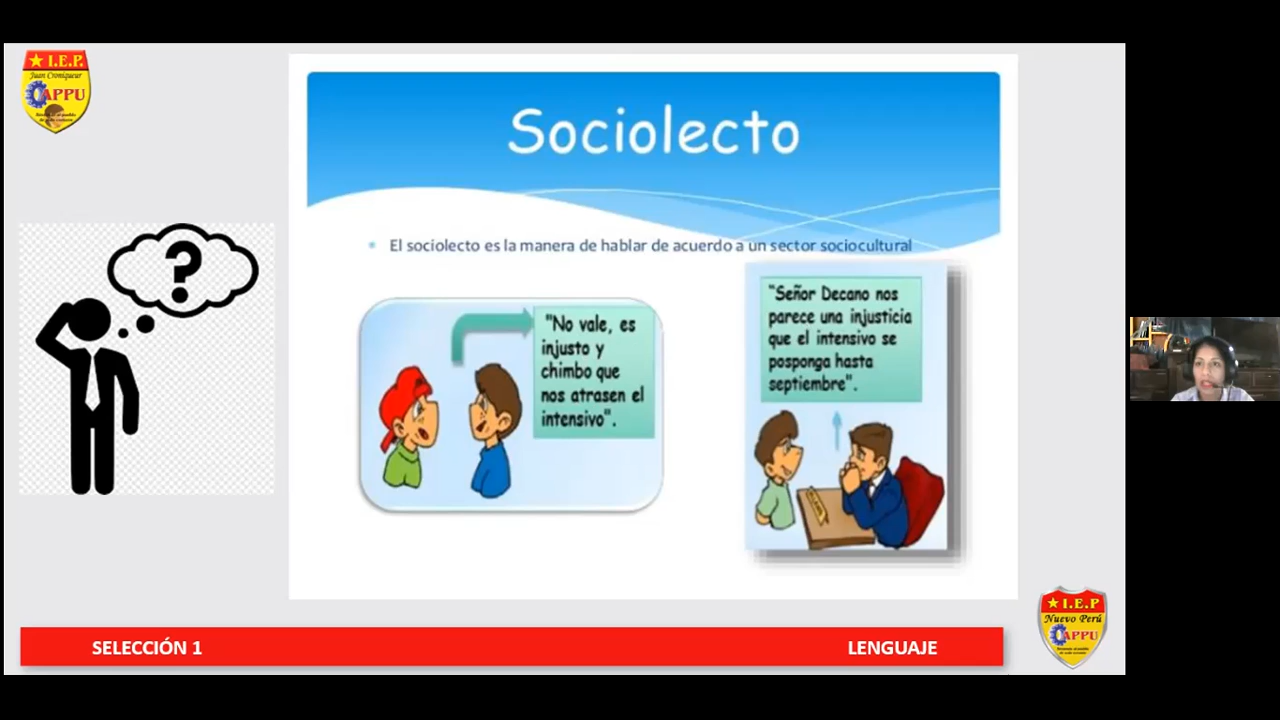 I.E.P.
Juan Croniqueur
APPU
Sociolecto
El sociolecto es la manera de hablar de acuerdo a un sector sociocultural
?
"No vale, es
injusto y
chimbo que
nos atrasen el
intensivo".
"Señor Decano nos
parece una injusticia
que el intensivo se
posponga hasta
septiembre".
I.E.P
Nuevo Perú
APPU
SELECCIÓN 1
LENGUAJE